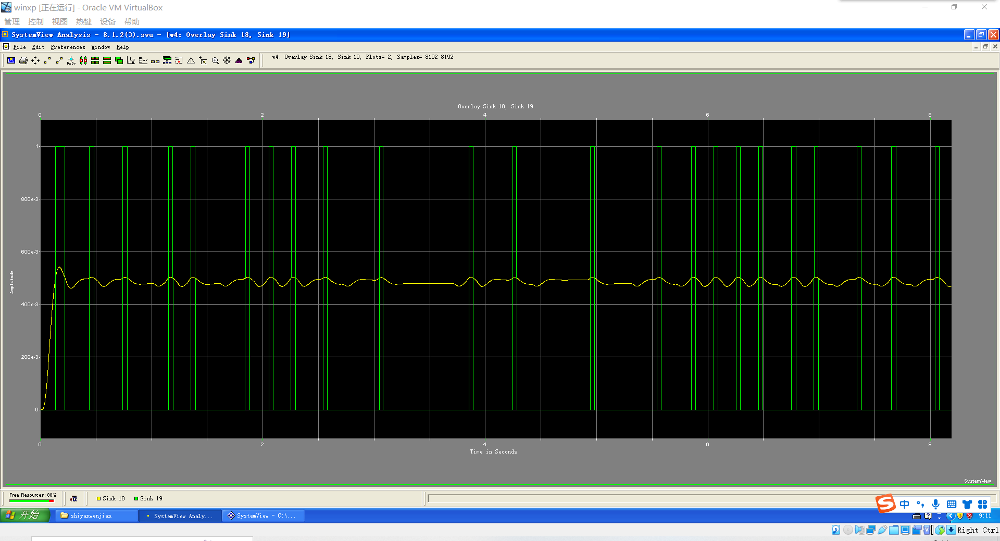 winxp [正在运行] - Oracle VM VirtualBox
管理 控制 视图 热键 设备 帮助
SystemView Analysis - 8.1.2(3).svu - [w4: Overlay Sink 18, Sink 19]
File Edit Preferences Window Help
w4: Overlay Sink 18, Sink 19, Plots= 2, Samples= 8192 8192
Overlay Sink 18, Sink 19
0 2 4 6 8
1
800e-3
600e-3
Amplitude
400e-3
200e-3
0
0 2 4 6 8
Time in Seconds
SystemView
Free Resources: 88%
Sink 18 Sink 19
中
开始 shiyanwenjian SystemView Analy... SystemView - C:\...
9:11
Right Ctrl